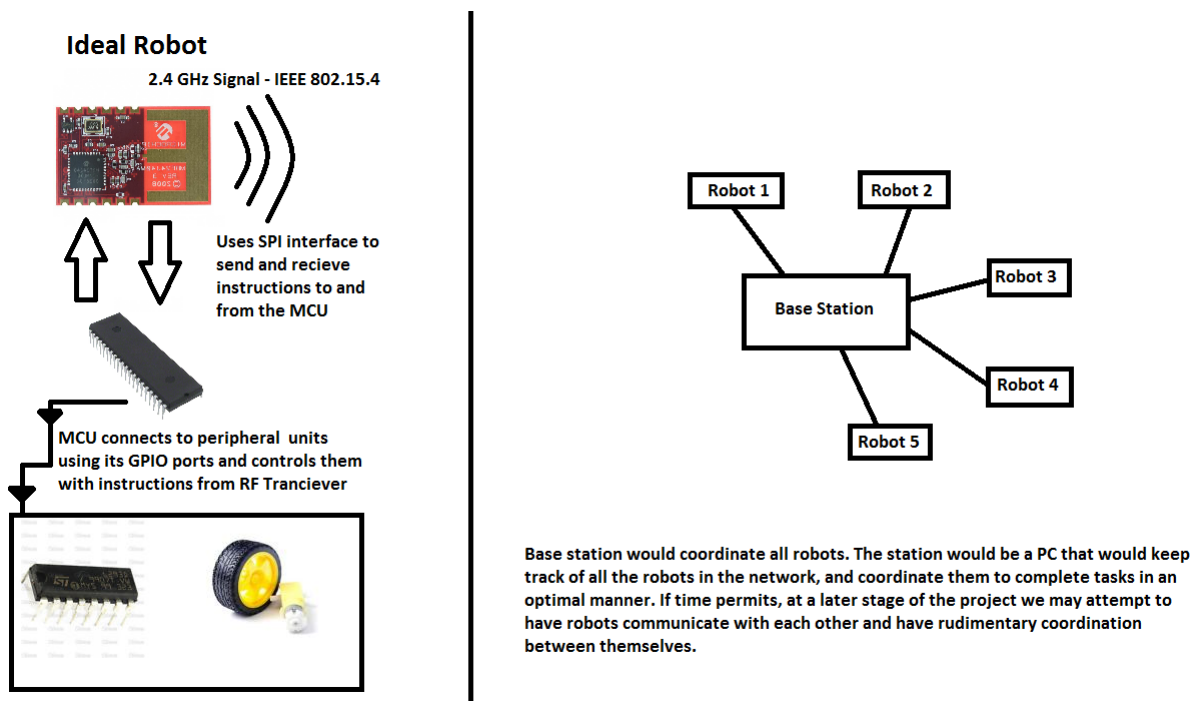 Ideal Robot
2.4 GHz Signal - IEEE 802.15.4
Uses SPI interface to
send and recieve
instructions to and
from the MCU
MCU connects to peripheral units
using its GPIO ports and controls them
with instructions from RF Tranciever
Robot 1
Robot 2
Robot 3
Base Station
Robot 4
Robot 5
Base station would coordinate all robots. The station would be a PC that would keep
track of all the robots in the network, and coordinate them to complete tasks in an
optimal manner. If time permits, at a later stage of the project we may attempt to
have robots communicate with each other and have rudimentary coordination
between themselves.